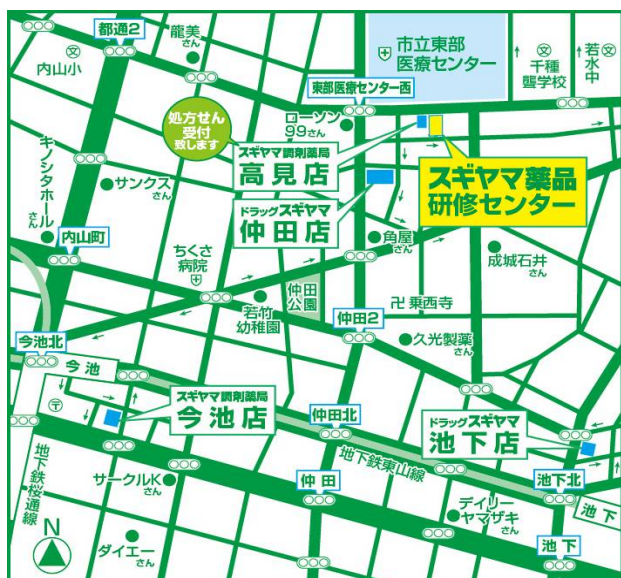 都通2
龍美
さん
内山小
文
市立東部
医療センター
文
千種
聾学校
若水中
文
東部医療センター西
処方せん
受付
致します
ローソン
99さん
スギヤマ調剤薬局
高見店
スギヤマ薬品
研修センター
キノシタホール
さん
サンクス
さん
ドラッグスギヤマ
仲田店
内山町
ちくさ
病院
角屋
さん
成城石井
さん
仲田
公園
卍乗西寺
若竹
幼稚園
今池北
仲田2
久光製薬
さん
今池
スギヤマ調剤薬局
今池店
仲田北
ドラッグスギヤマ
池下店
地下鉄桜通線
地下鉄東山線
サークルK
さん
仲田
池下北
池下
デイリー
ヤマザキ
さん
N
ダイエー
さん
池下